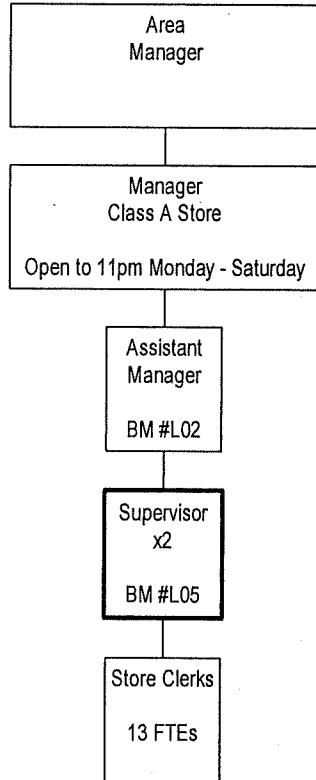 Area
Manager
Manager
Class A Store
Open to 11pm Monday - Saturday
Assistant
Manager
BM #L02
Supervisor
x2
BM #L05
Store Clerks
13 FTEs